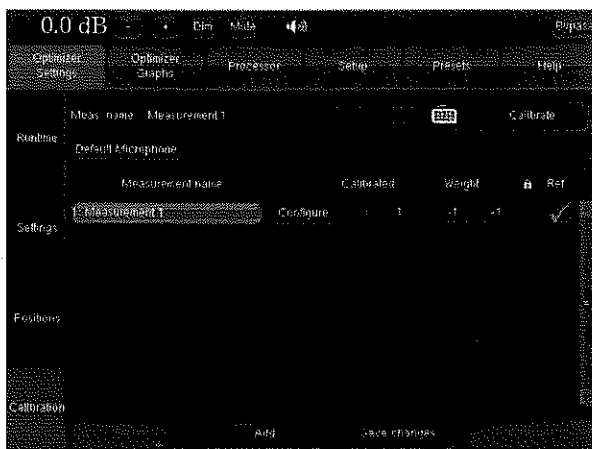 0.0 dB - + Dim Mute Bypass
Optimizer Settings Optimizer Graphs Processor Setup Presets Help
Meas. name Measurement 1 Calibrate
Runtime
Default Microphone
Measurement name Calibrated Weight Ref
1: Measurement 1 Configure
Settings
Positions
Calibration
Add Save changes